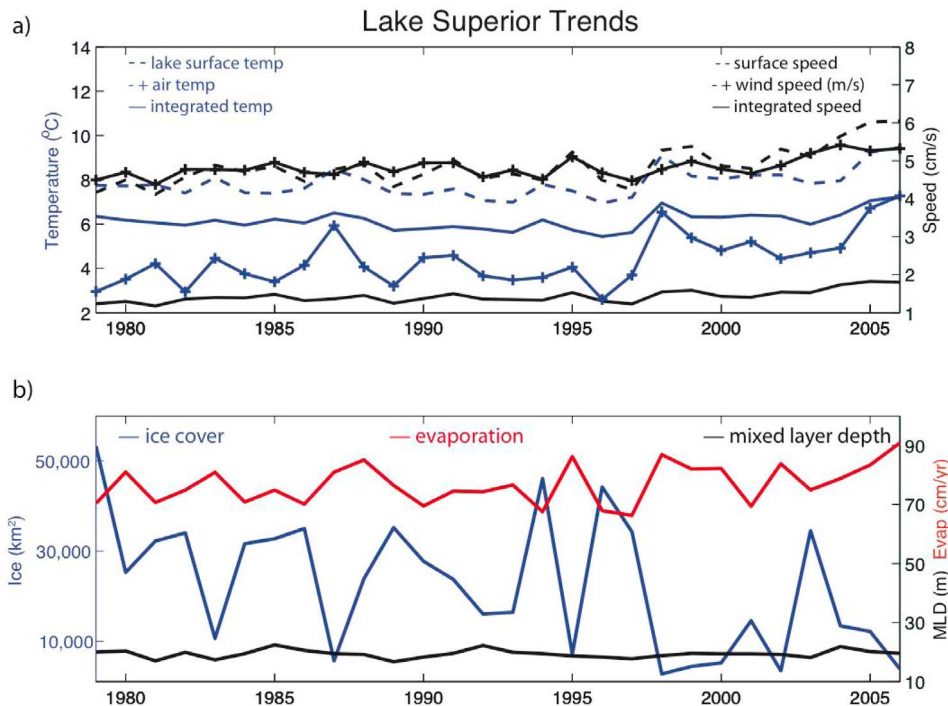 Lake Superior Trends
a)
14
12
10
8
6
4
2
Temperature (⁰C)
-- lake surface temp
-+ air temp
— integrated temp
-- surface speed
-+ wind speed (m/s)
— integrated speed
8
7
6
5
4
3
2
1
Speed (cm/s)
1980 1985 1990 1995 2000 2005
b)
— ice cover — evaporation — mixed layer depth
50,000
30,000
10,000
Ice (km²)
90
70
50
30
10
MLD (m) Evap (cm/yr)
1980 1985 1990 1995 2000 2005